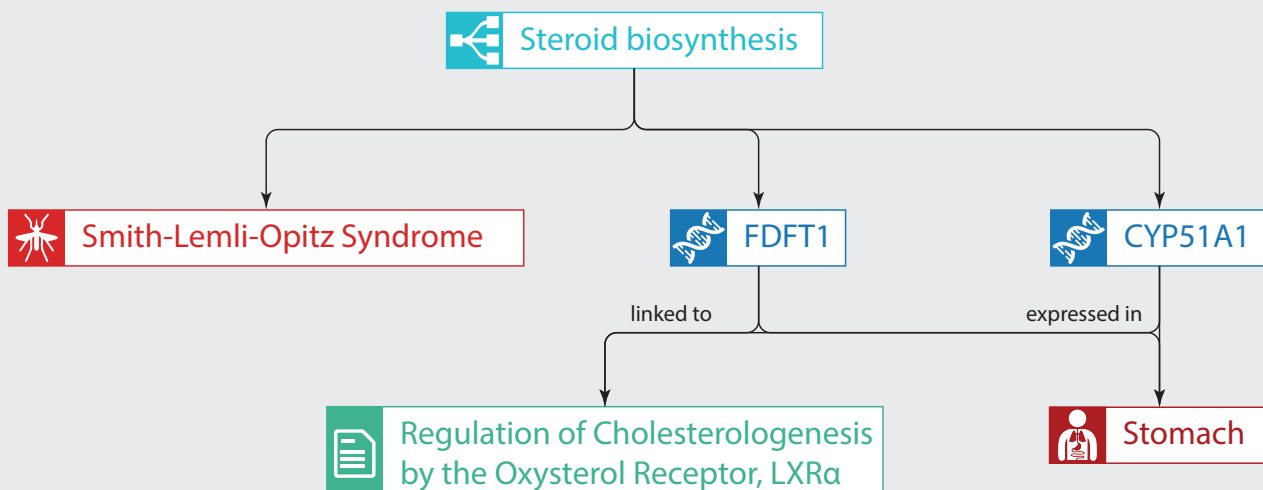 Steroid biosynthesis
Smith-Lemli-Opitz Syndrome
FDFT1
CYP51A1
linked to
expressed in
Regulation of Cholesterologenesis
by the Oxysterol Receptor, LXRα
Stomach